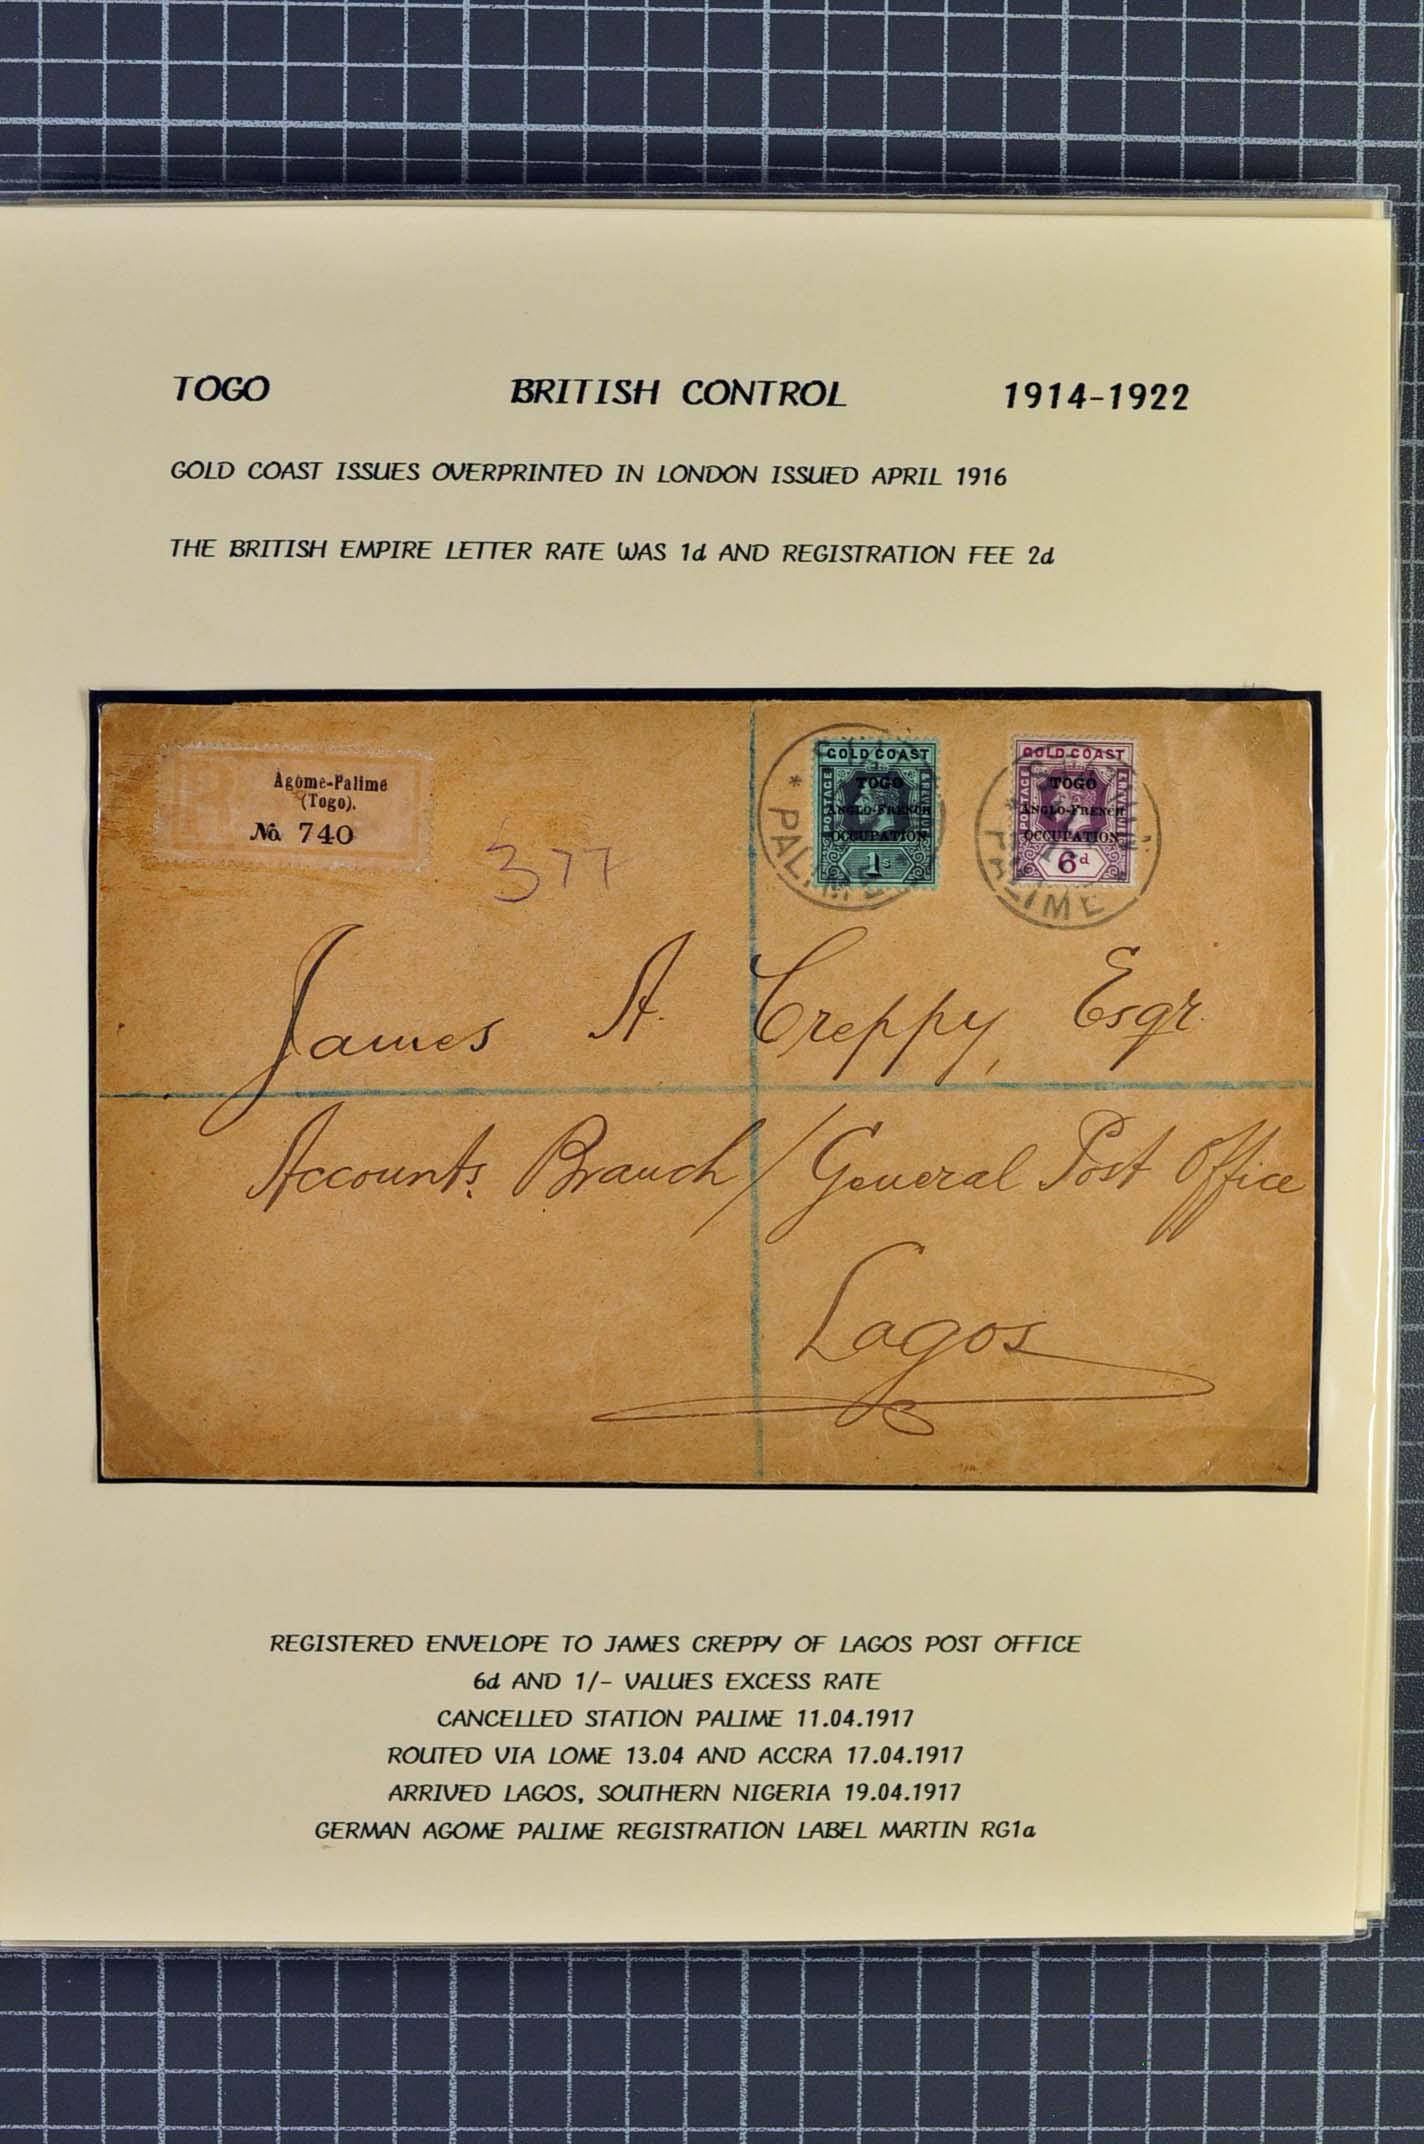 TOGO BRITISH CONTROL 1914-1922
GOLD COAST ISSUES OVERPRINTED IN LONDON ISSUED APRIL 1916
THE BRITISH EMPIRE LETTER RATE WAS 1d AND REGISTRATION FEE 2d
Agome-Palime
(Togo).
No. 740
377
GOLD COAST
POSTAGE
TOGO
ANGLO-FRENCH
OCCUPATION
1s
PALIME
GOLD COAST
POSTAGE
TOGO
ANGLO-FRENCH
OCCUPATION
6d
PALIME
James A. Creppy, Esqr.
Accounts Branch / General Post Office
Lagos
REGISTERED ENVELOPE TO JAMES CREPPY OF LAGOS POST OFFICE
6d AND 1/- VALUES EXCESS RATE
CANCELLED STATION PALIME 11.04.1917
ROUTED VIA LOME 13.04 AND ACCRA 17.04.1917
ARRIVED LAGOS, SOUTHERN NIGERIA 19.04.1917
GERMAN AGOME PALIME REGISTRATION LABEL MARTIN RG1a